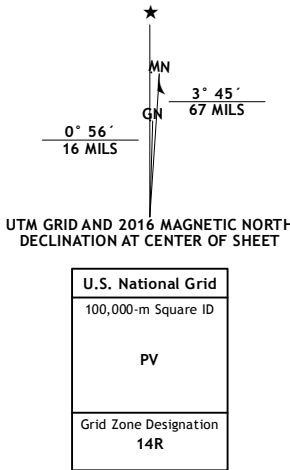 ★
MN
3° 45´
67 MILS
GN
0° 56´
16 MILS
UTM GRID AND 2016 MAGNETIC NORTH
DECLINATION AT CENTER OF SHEET
U.S. National Grid
100,000-m Square ID
PV
Grid Zone Designation
14R